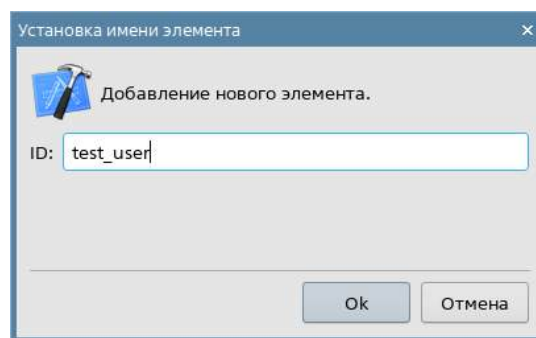 Установка имени элемента
Добавление нового элемента.
ID: test_user
Ok Отмена